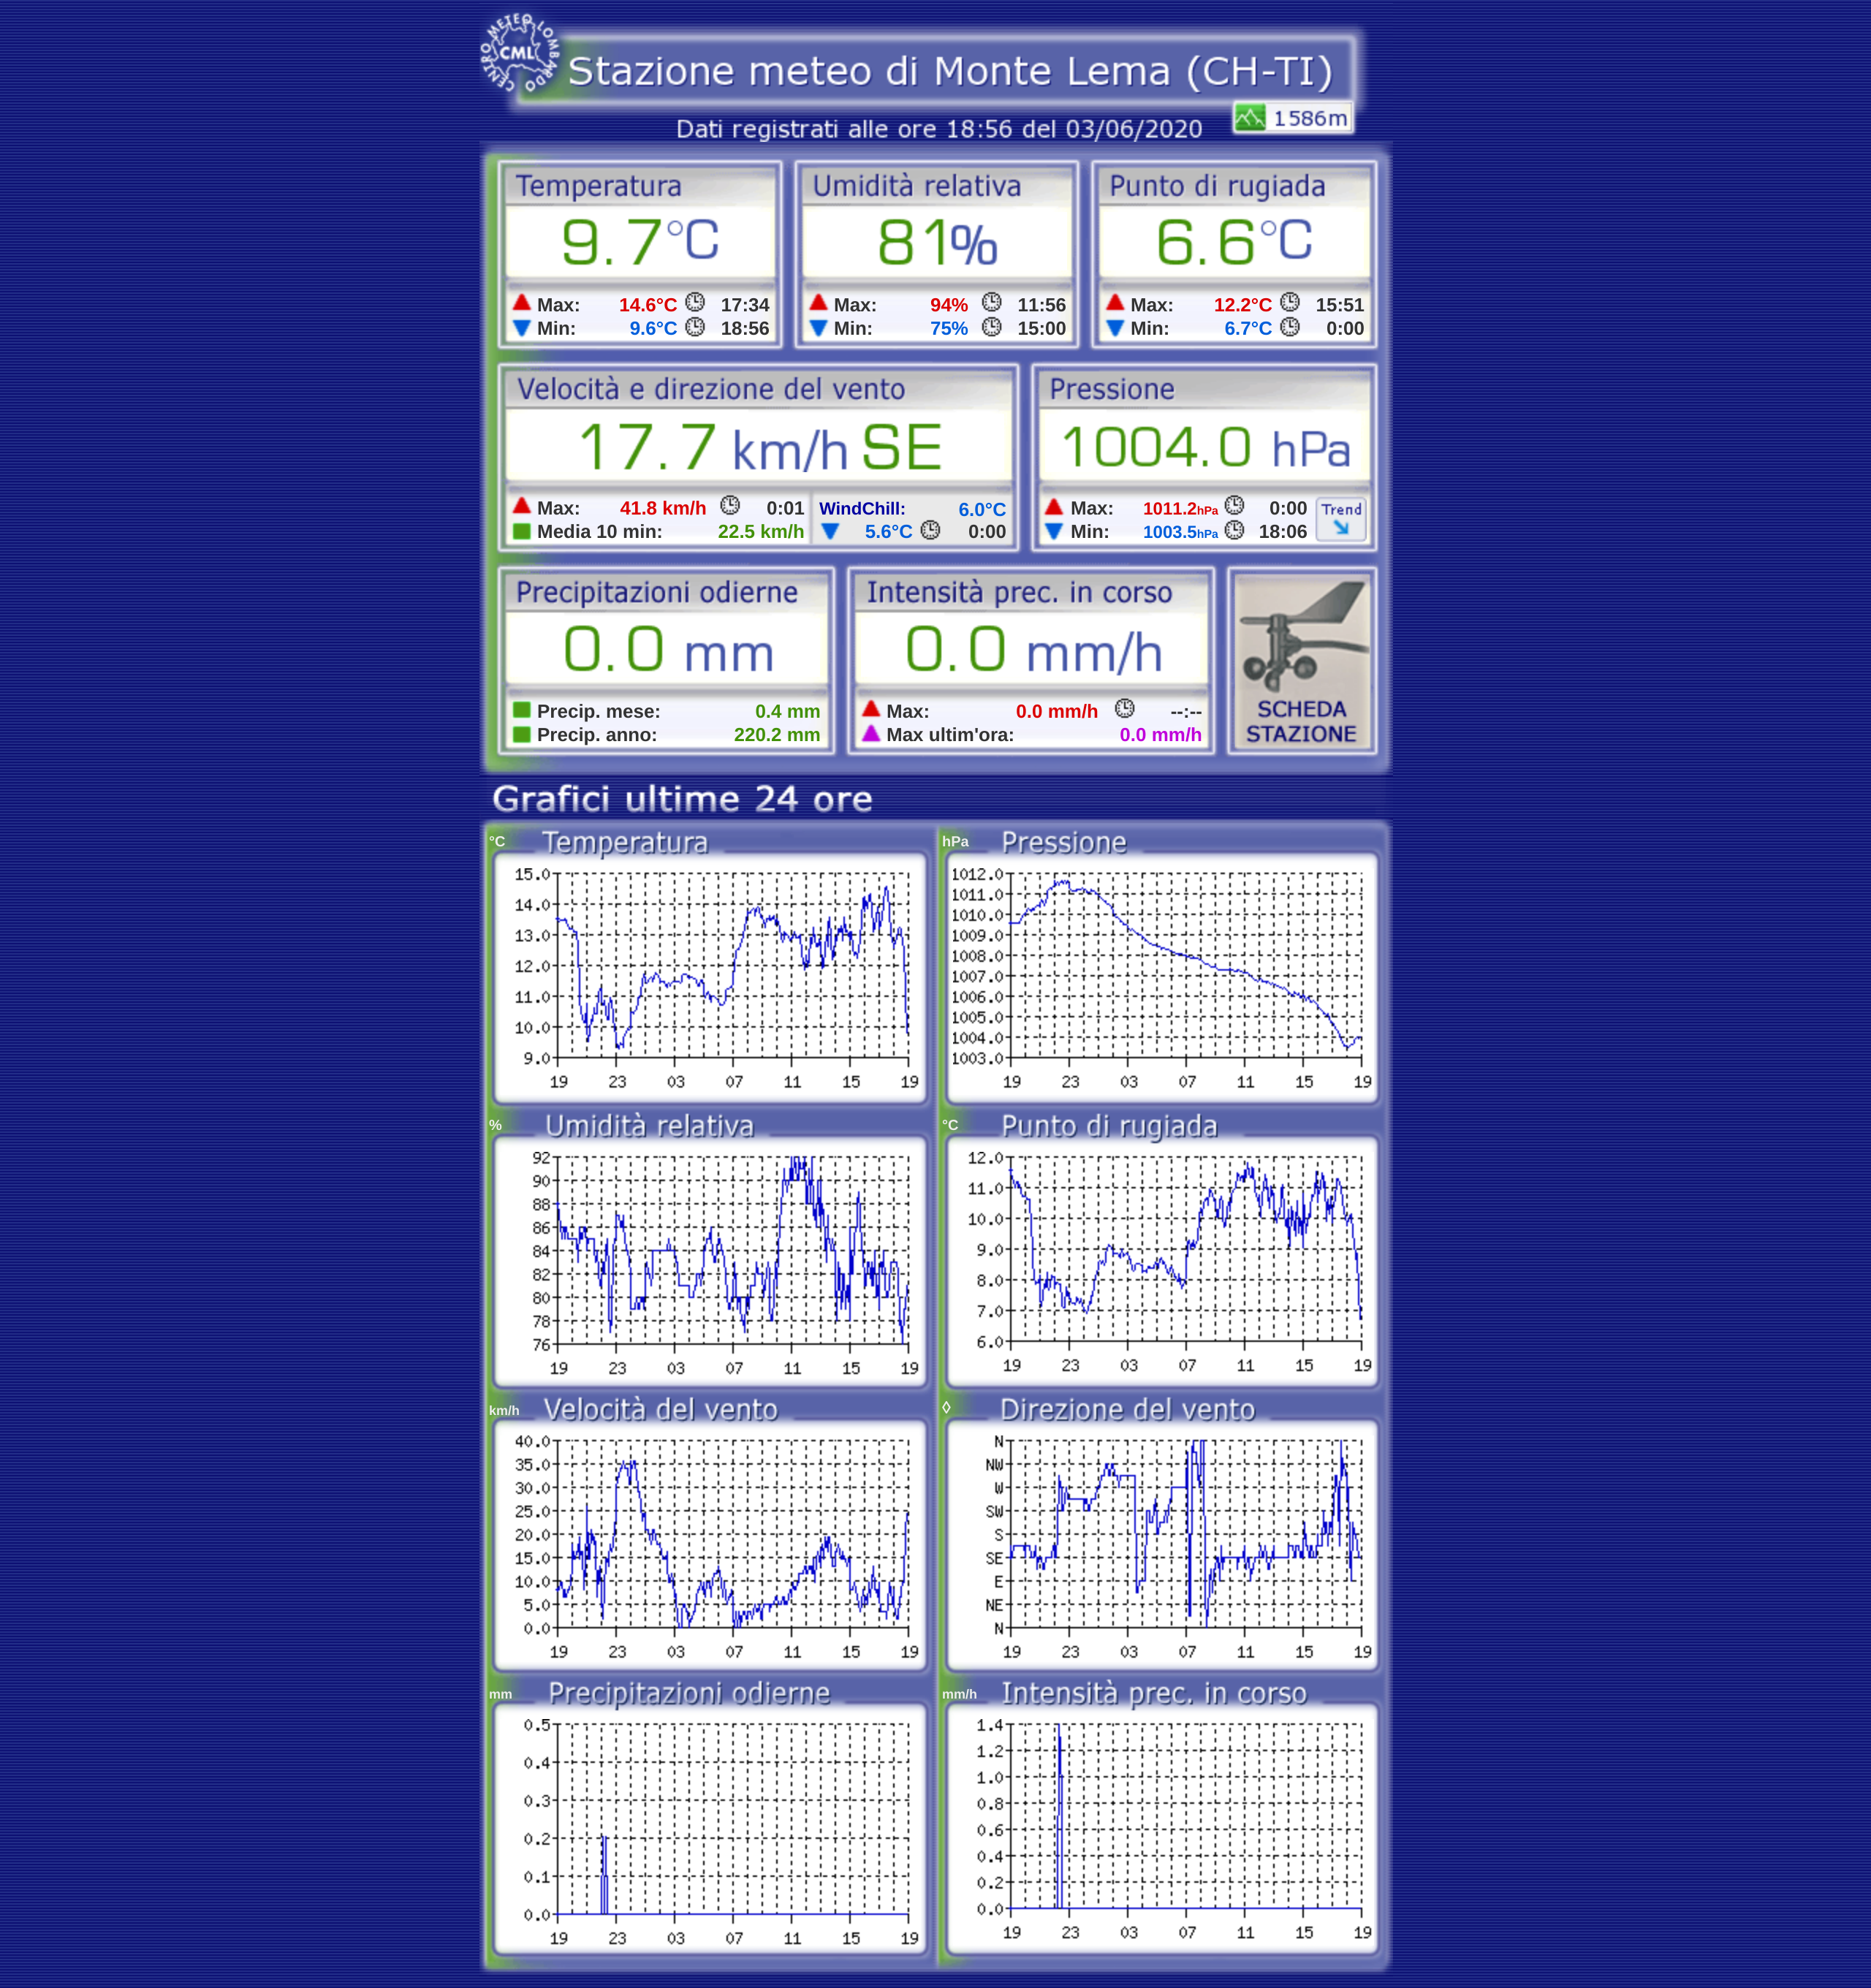 CENTRO METEO LOMBARDO
CML
Stazione meteo di Monte Lema (CH-TI)
1586m
Dati registrati alle ore 18:56 del 03/06/2020
Temperatura
9.7°C
Max: 14.6°C 17:34
Min: 9.6°C 18:56
Umidità relativa
81%
Max: 94% 11:56
Min: 75% 15:00
Punto di rugiada
6.6°C
Max: 12.2°C 15:51
Min: 6.7°C 0:00
Velocità e direzione del vento
17.7 km/h SE
Max: 41.8 km/h 0:01
Media 10 min: 22.5 km/h
WindChill: 6.0°C
5.6°C 0:00
Pressione
1004.0 hPa
Max: 1011.2hPa 0:00
Min: 1003.5hPa 18:06
Trend
Precipitazioni odierne
0.0 mm
Precip. mese: 0.4 mm
Precip. anno: 220.2 mm
Intensità prec. in corso
0.0 mm/h
Max: 0.0 mm/h --:--
Max ultim'ora: 0.0 mm/h
SCHEDA
STAZIONE
Grafici ultime 24 ore
°C Temperatura
15.0
14.0
13.0
12.0
11.0
10.0
9.0
19 23 03 07 11 15 19
hPa Pressione
1012.0
1011.0
1010.0
1009.0
1008.0
1007.0
1006.0
1005.0
1004.0
1003.0
19 23 03 07 11 15 19
% Umidità relativa
92
90
88
86
84
82
80
78
76
19 23 03 07 11 15 19
°C Punto di rugiada
12.0
11.0
10.0
9.0
8.0
7.0
6.0
19 23 03 07 11 15 19
km/h Velocità del vento
40.0
35.0
30.0
25.0
20.0
15.0
10.0
5.0
0.0
19 23 03 07 11 15 19
◊ Direzione del vento
N
NW
W
SW
S
SE
E
NE
N
19 23 03 07 11 15 19
mm Precipitazioni odierne
0.5
0.4
0.3
0.2
0.1
0.0
19 23 03 07 11 15 19
mm/h Intensità prec. in corso
1.4
1.2
1.0
0.8
0.6
0.4
0.2
0.0
19 23 03 07 11 15 19